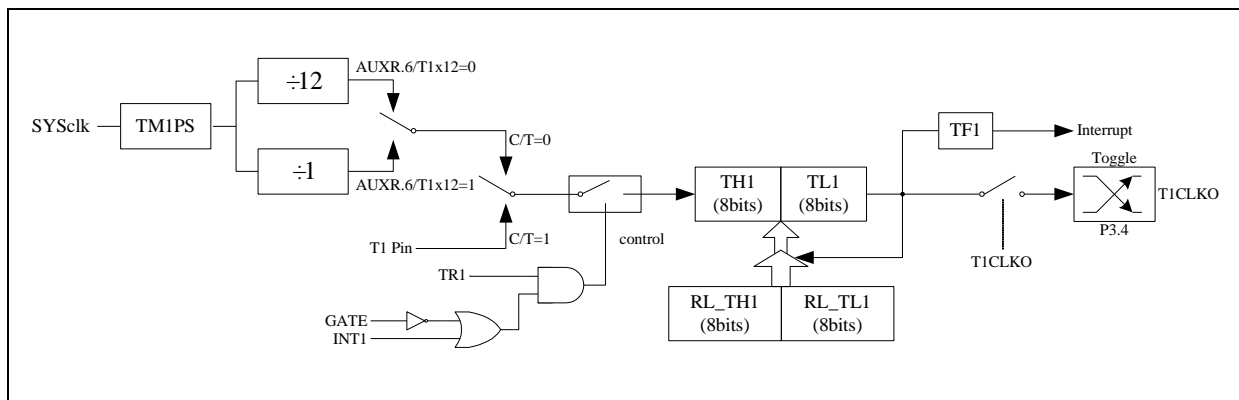 SYSclk
TM1PS
÷12
÷1
AUXR.6/T1x12=0
AUXR.6/T1x12=1
C/T=0
C/T=1
T1 Pin
TR1
GATE
INT1
control
TH1
(8bits)
TL1
(8bits)
RL_TH1
(8bits)
RL_TL1
(8bits)
TF1
Interrupt
Toggle
T1CLKO
P3.4
T1CLKO